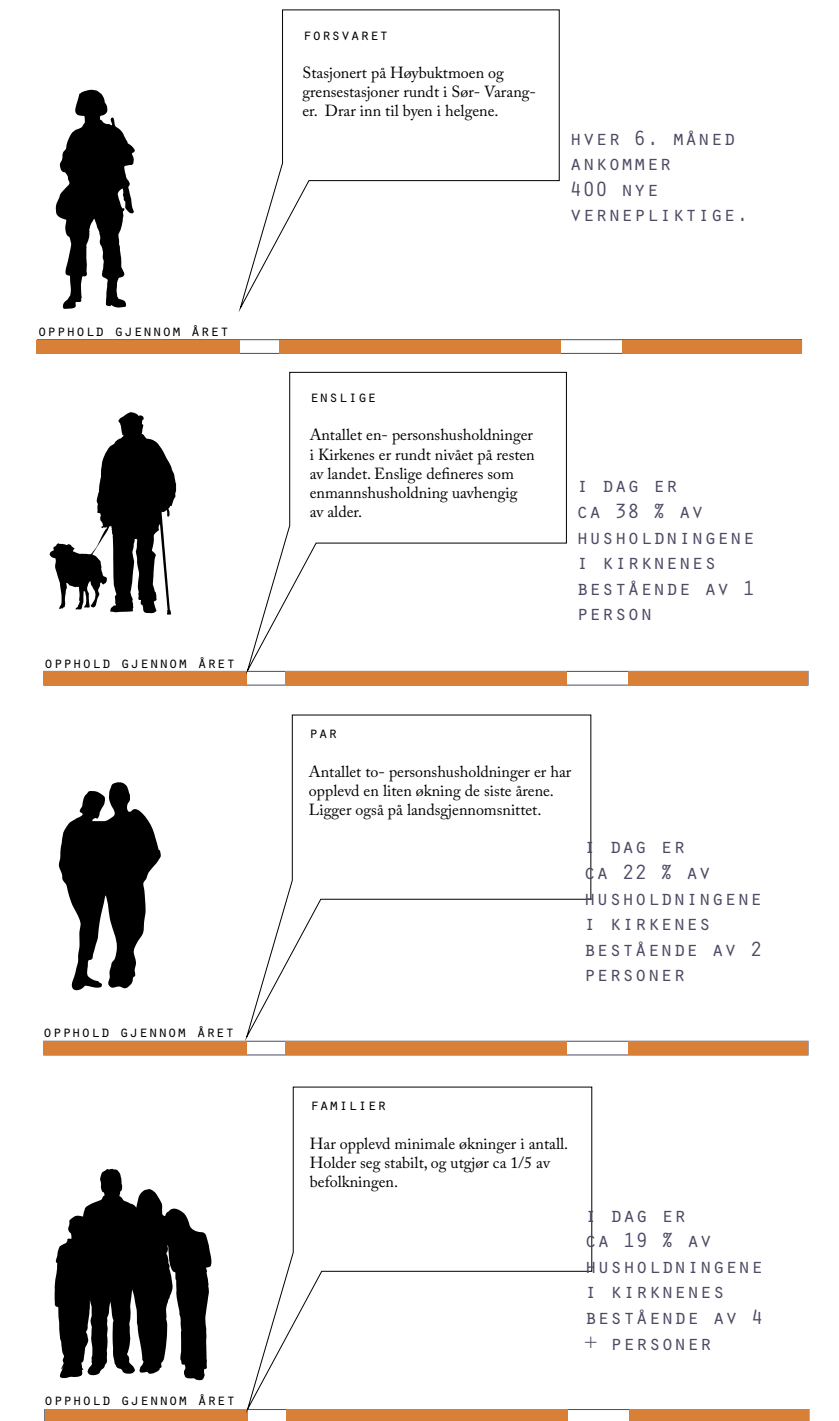 FORSVARET
Stasjonert på Høybuktmoen og
grensestasjoner rundt i Sør- Varang-
er. Drar inn til byen i helgene.
HVER 6. MÅNED
ANKOMMER
400 NYE
VERNEPLIKTIGE.
OPPHOLD GJENNOM ÅRET
ENSLIGE
Antallet en- personshusholdninger
i Kirkenes er rundt nivået på resten
av landet. Enslige defineres som
enmannshusholdning uavhengig
av alder.
I DAG ER
CA 38 % AV
HUSHOLDNINGENE
I KIRKNENES
BESTÅENDE AV 1
PERSON
OPPHOLD GJENNOM ÅRET
PAR
Antallet to- personshusholdninger er har
opplevd en liten økning de siste årene.
Ligger også på landsgjennomsnittet.
I DAG ER
CA 22 % AV
HUSHOLDNINGENE
I KIRKENES
BESTÅENDE AV 2
PERSONER
OPPHOLD GJENNOM ÅRET
FAMILIER
Har opplevd minimale økninger i antall.
Holder seg stabilt, og utgjør ca 1/5 av
befolkningen.
I DAG ER
CA 19 % AV
HUSHOLDNINGENE
I KIRKNENES
BESTÅENDE AV 4
+ PERSONER
OPPHOLD GJENNOM ÅRET